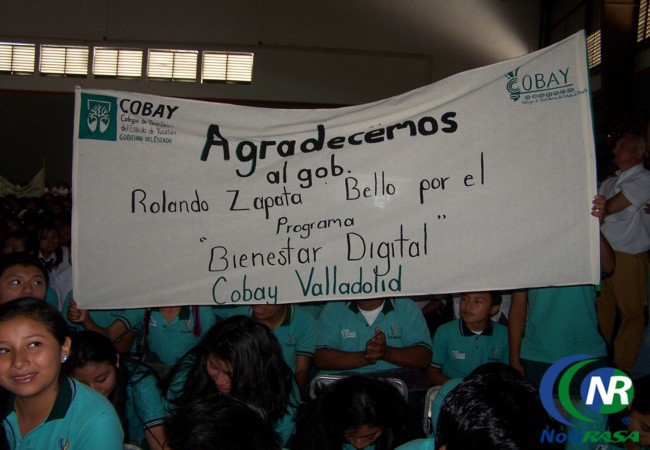 COBAY
Colegio de Bachilleres
del Estado de Yucatán
GOBIERNO DEL ESTADO
COBAY
Agradecemos
al gob.
Rolando Zapata Bello por el
Programa
"Bienestar Digital"
Cobay Valladolid
NR
NotiRASA